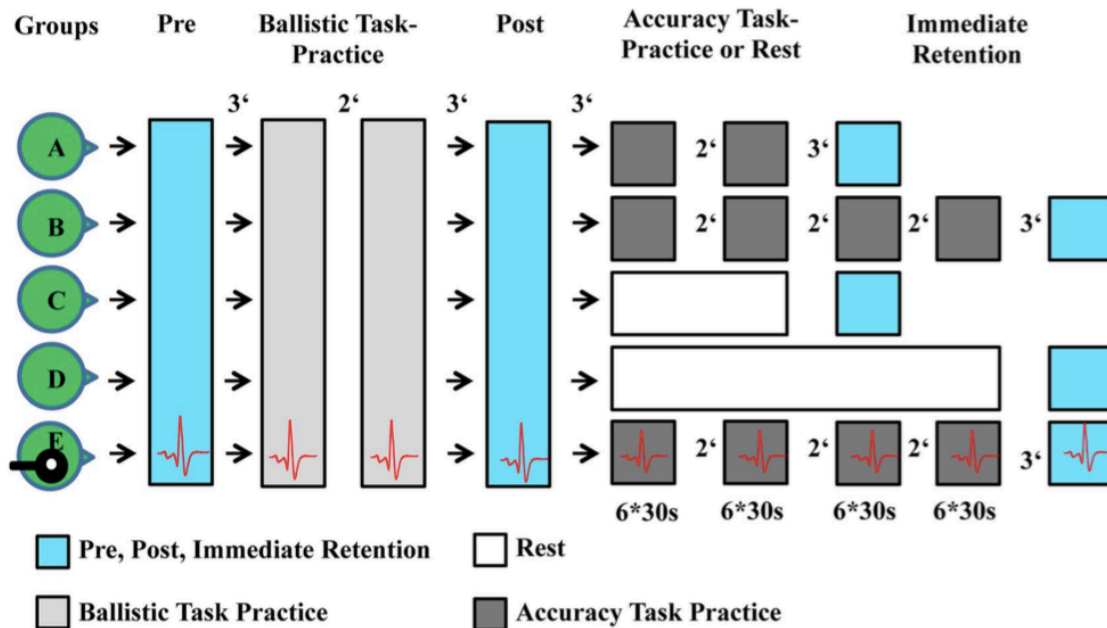 Groups
Pre
Ballistic Task-
Practice
Post
Accuracy Task-
Practice or Rest
Immediate
Retention
3‘ 2‘ 3‘ 3‘
A 2‘ 3‘
B 2‘ 2‘ 2‘ 3‘
C
D
E 2‘ 2‘ 2‘ 3‘
6*30s 6*30s 6*30s 6*30s
Pre, Post, Immediate Retention
Rest
Ballistic Task Practice
Accuracy Task Practice